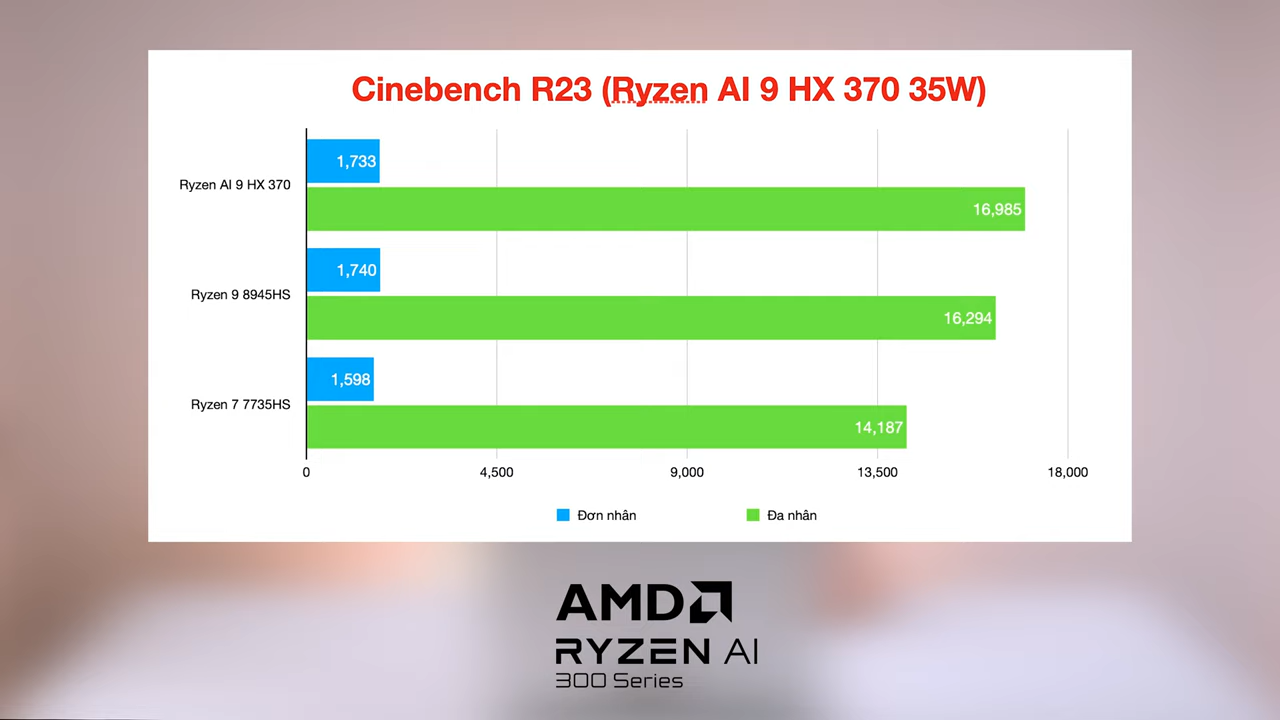 Cinebench R23 (Ryzen AI 9 HX 370 35W)
Ryzen AI 9 HX 370
1,733
16,985
Ryzen 9 8945HS
1,740
16,294
Ryzen 7 7735HS
1,598
14,187
0 4,500 9,000 13,500 18,000
Đơn nhân Đa nhân
AMD
RYZEN AI
300 Series